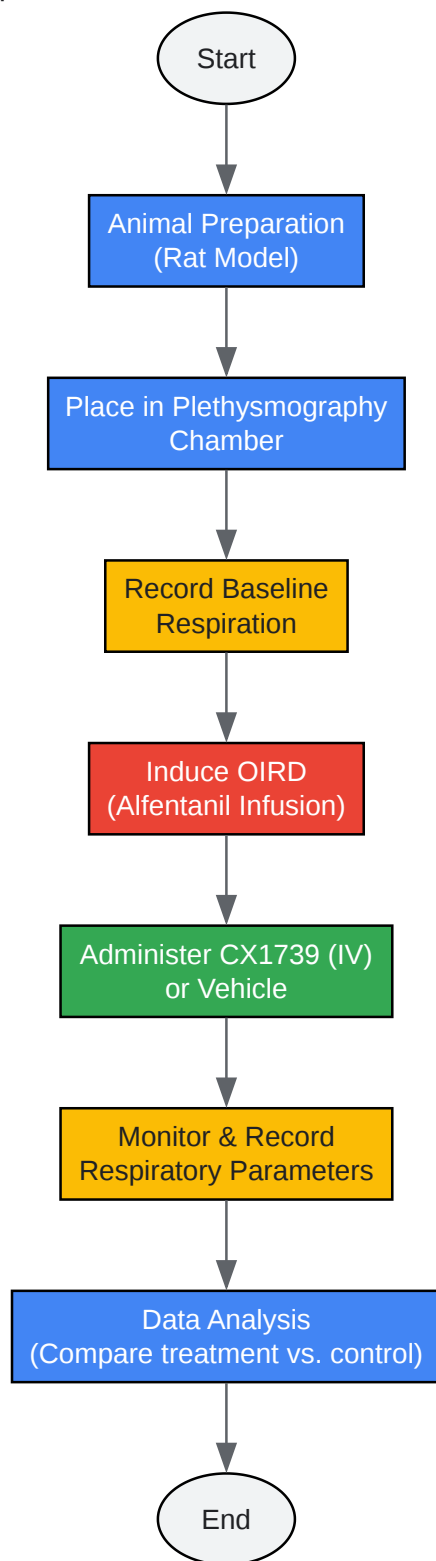 Start
Animal Preparation
(Rat Model)
Place in Plethysmography
Chamber
Record Baseline
Respiration
Induce OIRD
(Alfentanil Infusion)
Administer CX1739 (IV)
or Vehicle
Monitor & Record
Respiratory Parameters
Data Analysis
(Compare treatment vs. control)
End